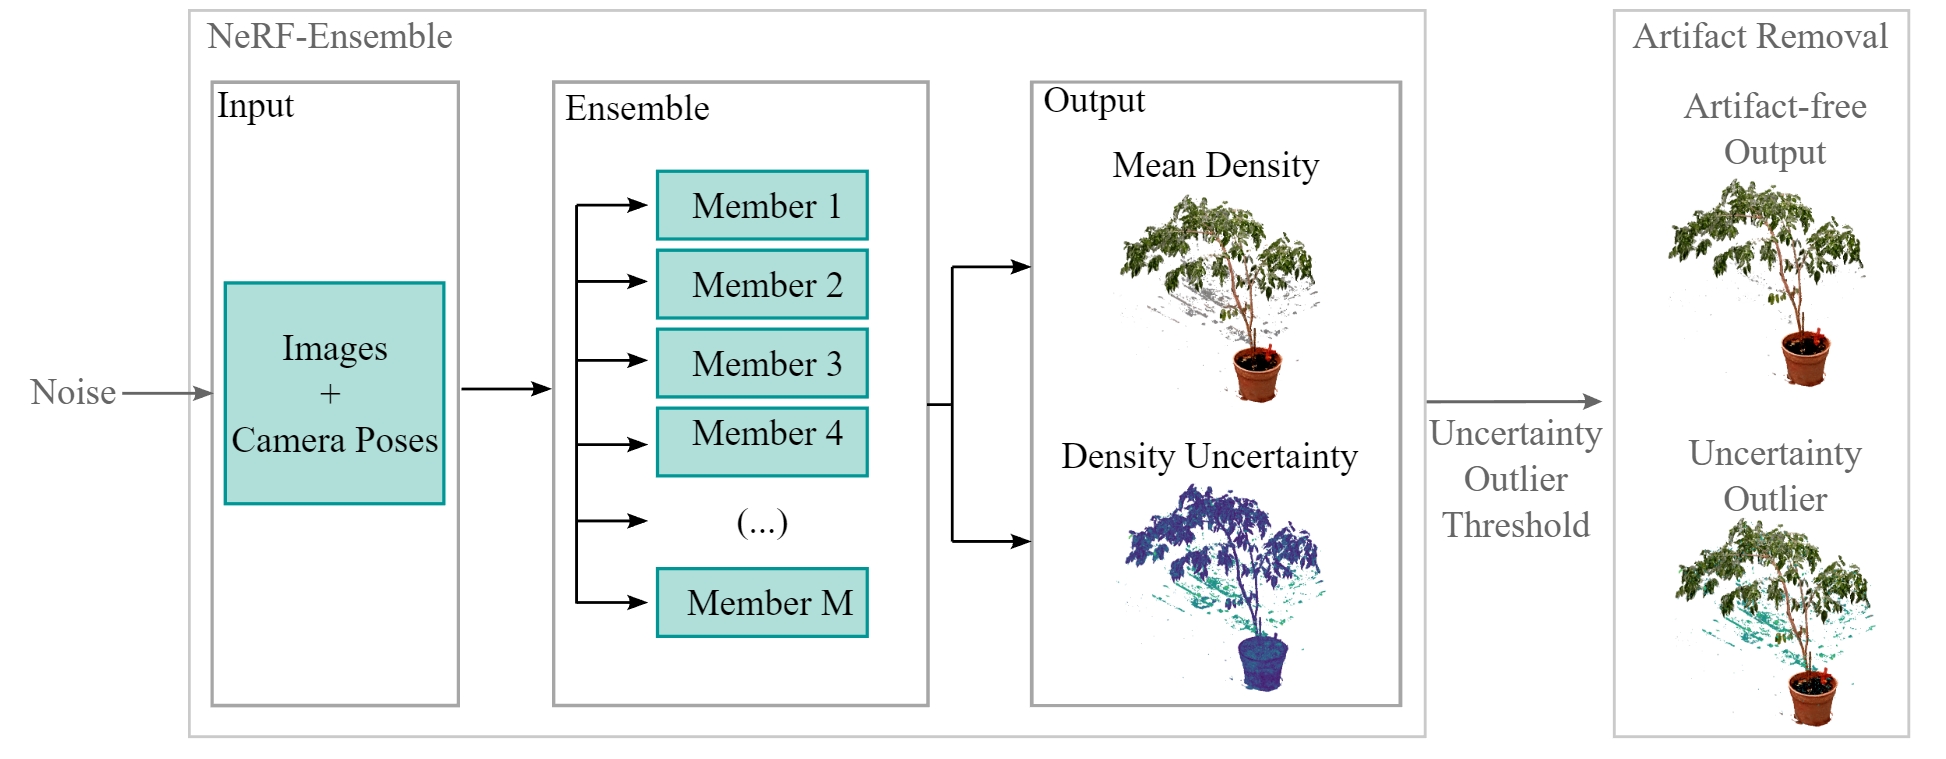 NeRF-Ensemble
Input
Noise
Images
+
Camera Poses
Ensemble
Member 1
Member 2
Member 3
Member 4
(...)
Member M
Output
Mean Density
Density Uncertainty
Uncertainty
Outlier
Threshold
Artifact Removal
Artifact-free
Output
Uncertainty
Outlier